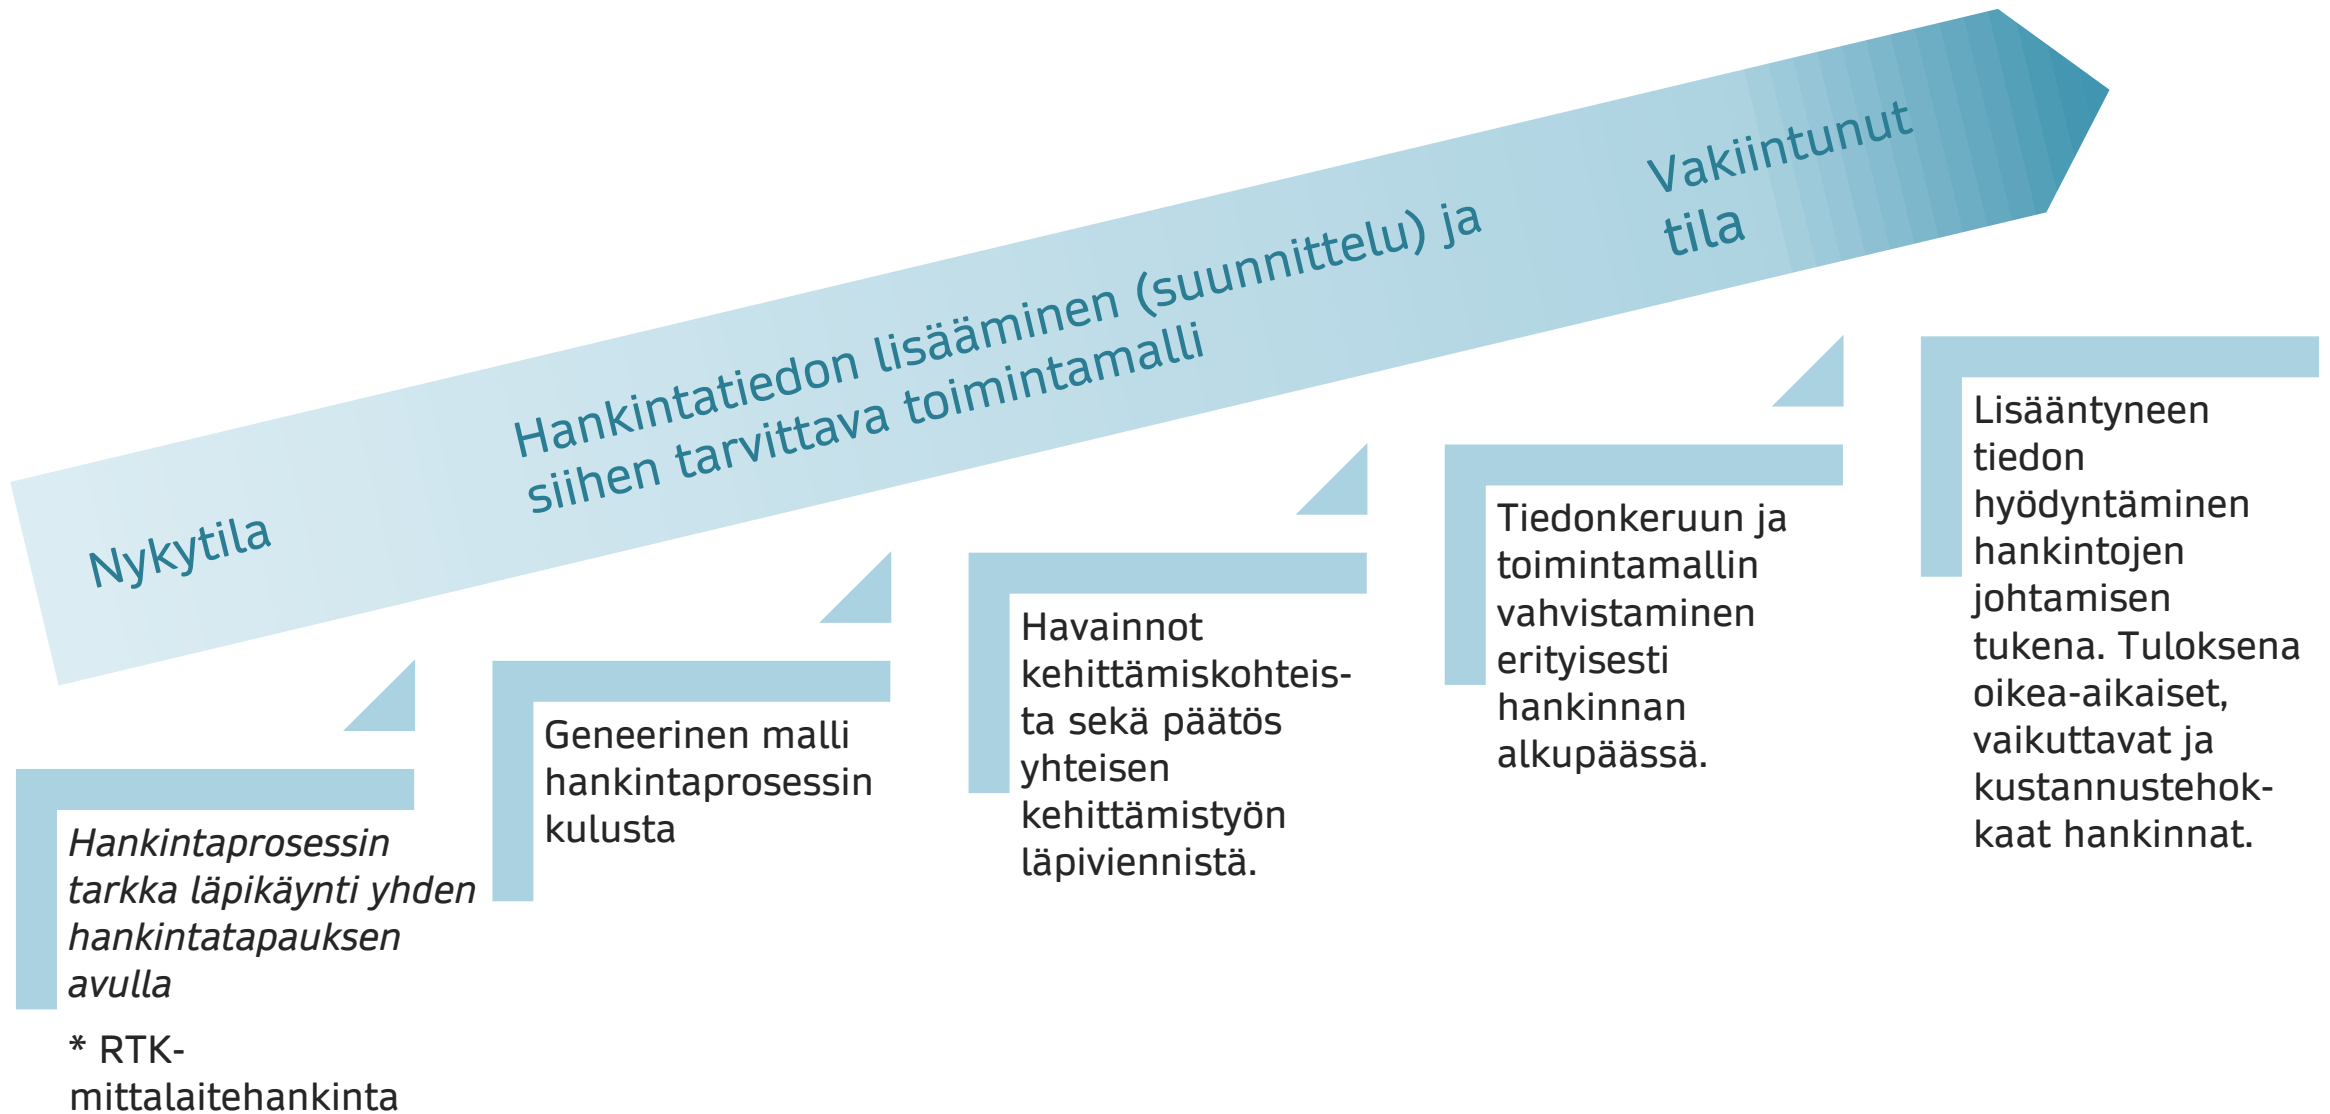 Nykytila
Hankintatiedon lisääminen (suunnittelu) ja
siihen tarvittava toimintamalli
Vakiintunut
tila
Hankintaprosessin
tarkka läpikäynti yhden
hankintatapauksen
avulla
* RTK-
mittalaitehankinta
Geneerinen malli
hankintaprosessin
kulusta
Havainnot
kehittämiskohteis-
ta sekä päätös
yhteisen
kehittämistyön
läpiviennistä.
Tiedonkeruun ja
toimintamallin
vahvistaminen
erityisesti
hankinnan
alkupäässä.
Lisääntyneen
tiedon
hyödyntäminen
hankintojen
johtamisen
tukena. Tuloksena
oikea-aikaiset,
vaikuttavat ja
kustannustehok-
kaat hankinnat.